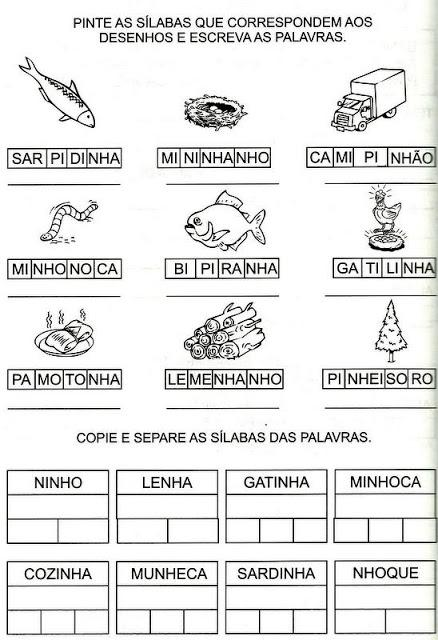 PINTE AS SÍLABAS QUE CORRESPONDEM AOS
DESENHOS E ESCREVA AS PALAVRAS.
SAR PI DI NHA
MI NI NHA NHO
CA MI PI NHÃO
MI NHO NO CA
BI PI RA NHA
GA TI LI NHA
PA MO TO NHA
LE ME NHA NHO
PI NHEI SO RO
COPIE E SEPARE AS SÍLABAS DAS PALAVRAS.
NINHO
LENHA
GATINHA
MINHOCA
COZINHA
MUNHECA
SARDINHA
NHOQUE